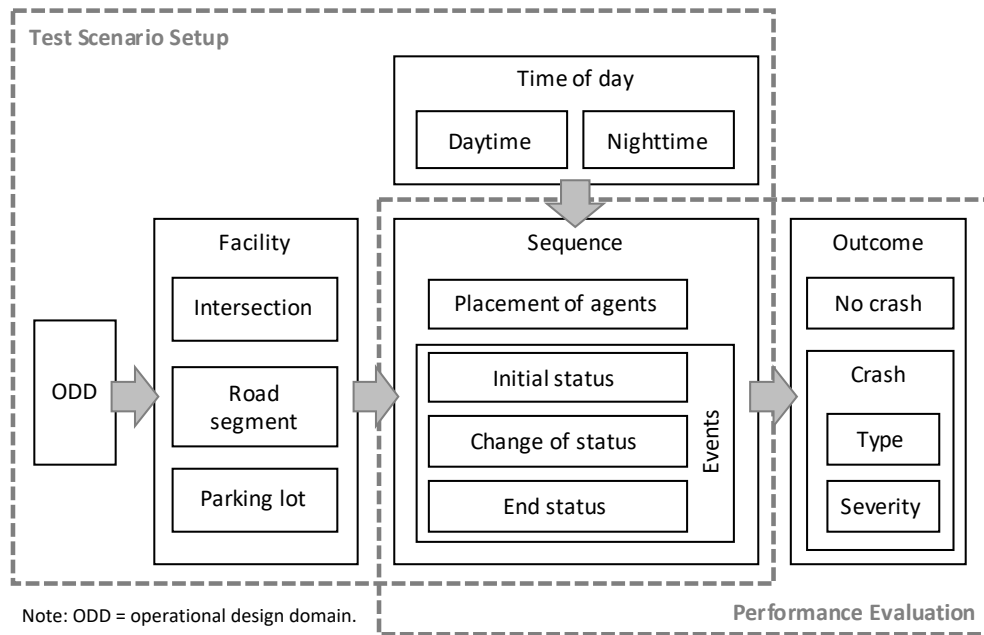 Test Scenario Setup
Time of day
Daytime
Nighttime
Facility
Intersection
Road
segment
Parking lot
ODD
Sequence
Placement of agents
Initial status
Change of status
End status
Events
Outcome
No crash
Crash
Type
Severity
Note: ODD = operational design domain.
Performance Evaluation